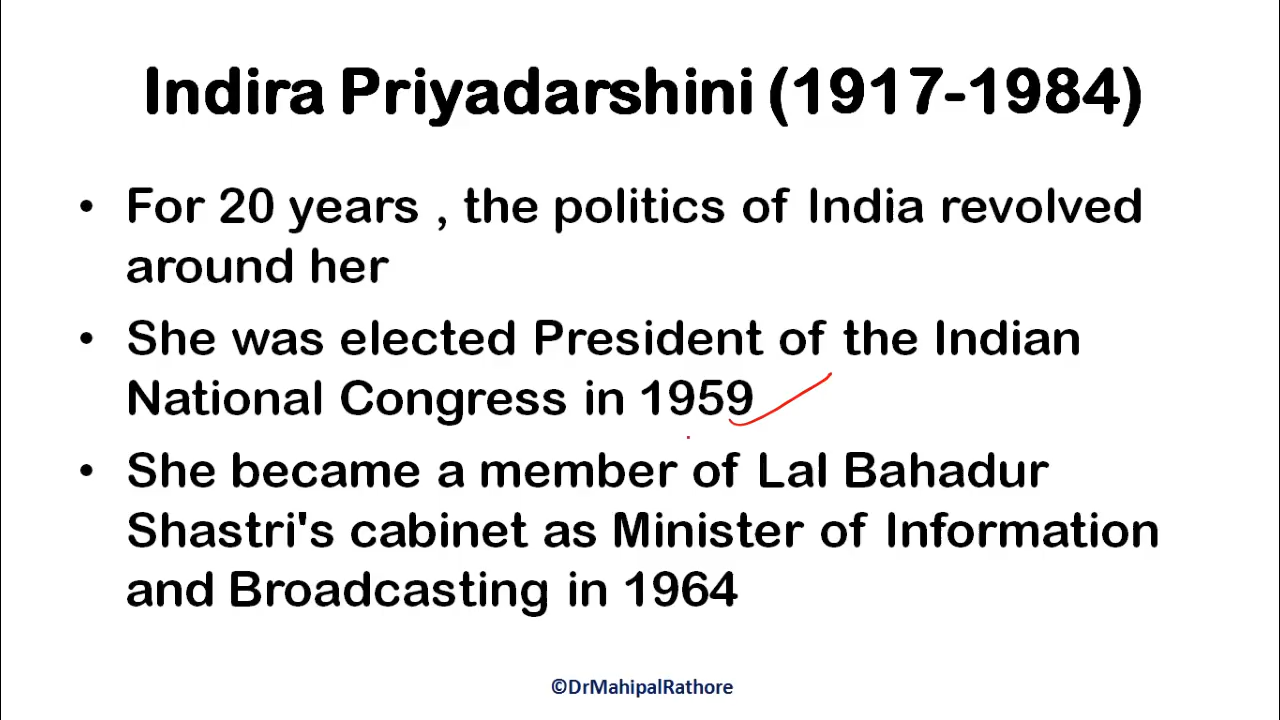 Indira Priyadarshini (1917-1984)
• For 20 years , the politics of India revolved
around her
• She was elected President of the Indian
National Congress in 1959
• She became a member of Lal Bahadur
Shastri's cabinet as Minister of Information
and Broadcasting in 1964
©DrMahipalRathore